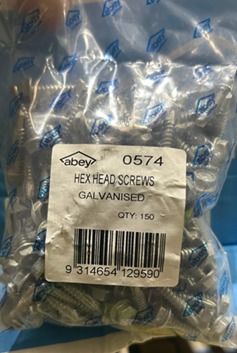 abey 0574
HEX HEAD SCREWS
GALVANISED
QTY: 150
9 314654 129590